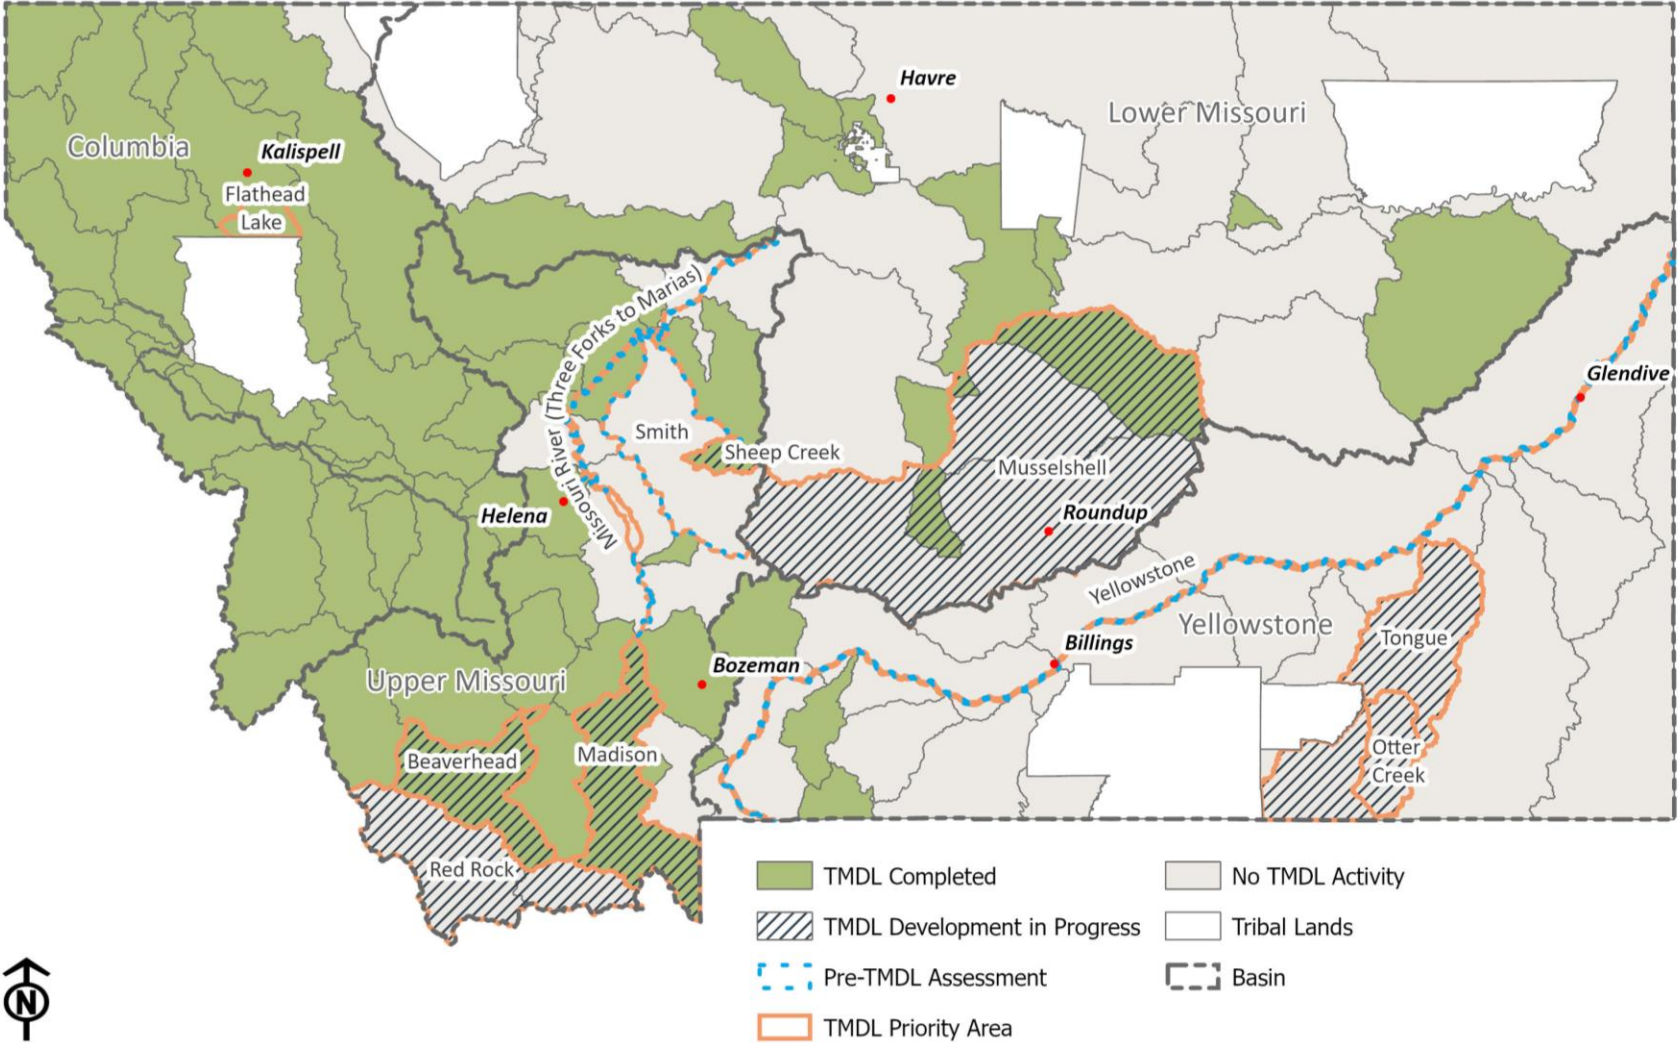 Havre
Lower Missouri
Columbia
Kalispell
Flathead
Lake
Missouri River (Three Forks to Marias)
Glendive
Smith
Sheep Creek
Musselshell
Helena
Roundup
Yellowstone
Yellowstone
Tongue
Billings
Bozeman
Upper Missouri
Beaverhead
Madison
Otter
Creek
Red Rock
TMDL Completed
No TMDL Activity
TMDL Development in Progress
Tribal Lands
Pre-TMDL Assessment
Basin
TMDL Priority Area
N